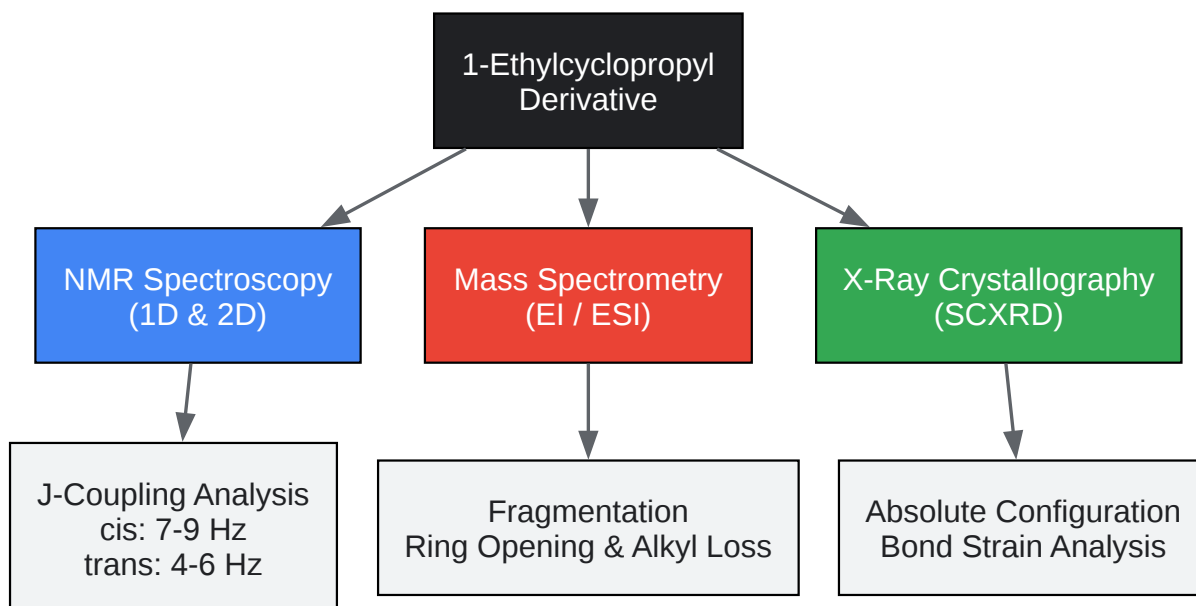 1-Ethylcyclopropyl
Derivative
NMR Spectroscopy
(1D & 2D)
Mass Spectrometry
(EI / ESI)
X-Ray Crystallography
(SCXRD)
J-Coupling Analysis
cis: 7-9 Hz
trans: 4-6 Hz
Fragmentation
Ring Opening & Alkyl Loss
Absolute Configuration
Bond Strain Analysis